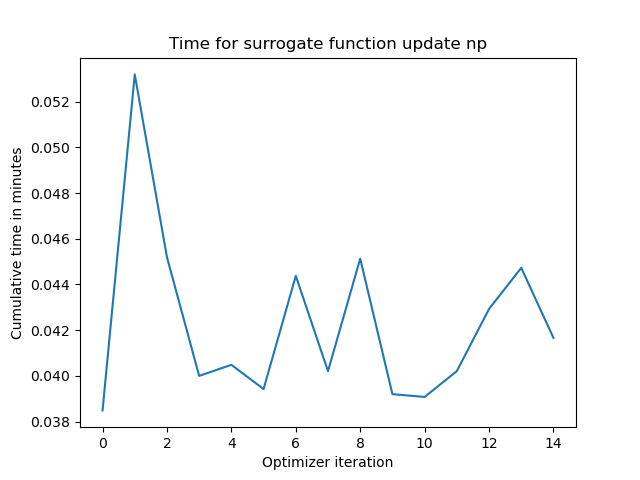 Time for surrogate function update np
Cumulative time in minutes
0.052
0.050
0.048
0.046
0.044
0.042
0.040
0.038
0 2 4 6 8 10 12 14
Optimizer iteration